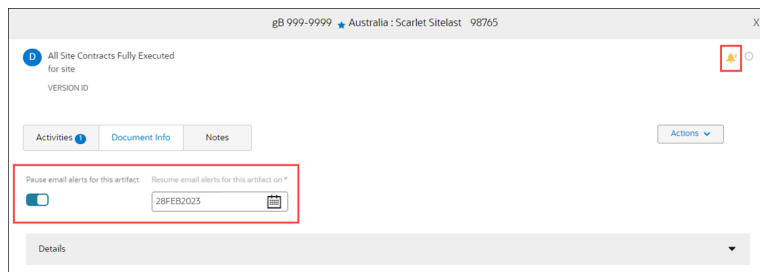 gB 999-9999 ★ Australia : Scarlet Sitelast 98765 X
D All Site Contracts Fully Executed
for site
VERSION ID
Activities 1 Document Info Notes Actions
Pause email alerts for this artifact Resume email alerts for this artifact on *
28FEB2023
Details